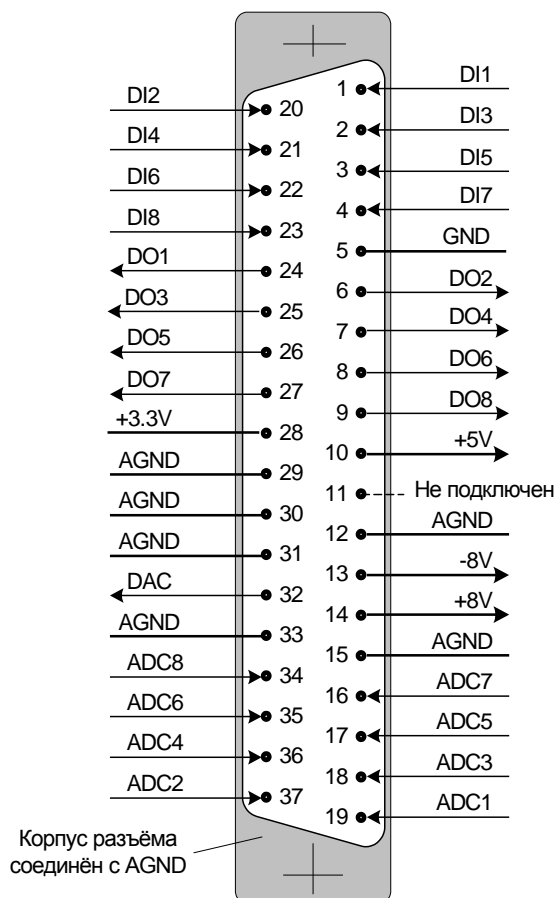 DI1
1
DI2
20
DI3
2
DI4
21
DI5
3
DI6
22
DI7
4
DI8
23
GND
5
DO1
24
DO2
6
DO3
25
DO4
7
DO5
26
DO6
8
DO7
27
DO8
9
+3.3V
28
+5V
10
AGND
29
11
Не подключен
AGND
30
AGND
12
AGND
31
-8V
13
DAC
32
+8V
14
AGND
33
AGND
15
ADC8
34
ADC7
16
ADC6
35
ADC5
17
ADC4
36
ADC3
18
ADC2
37
ADC1
19
Корпус разъёма
соединён с AGND